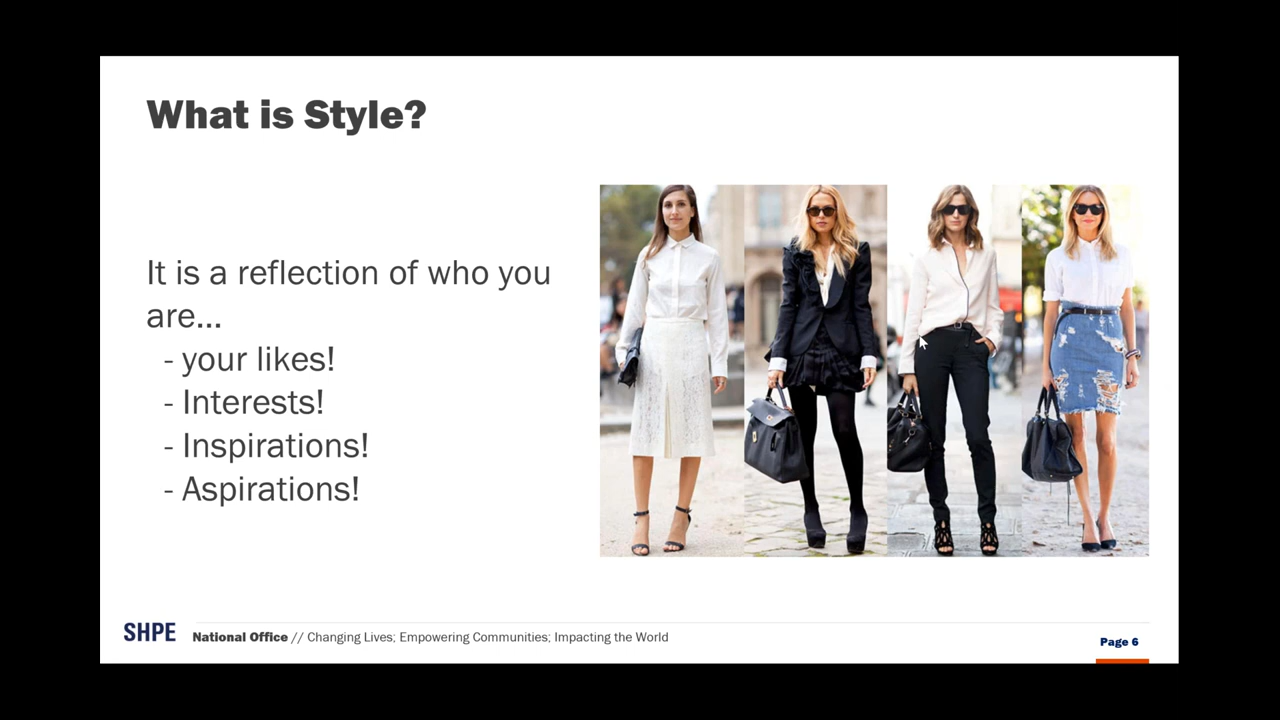 What is Style?
It is a reflection of who you
are...
- your likes!
- Interests!
- Inspirations!
- Aspirations!
SHPE National Office // Changing Lives; Empowering Communities; Impacting the World
Page 6